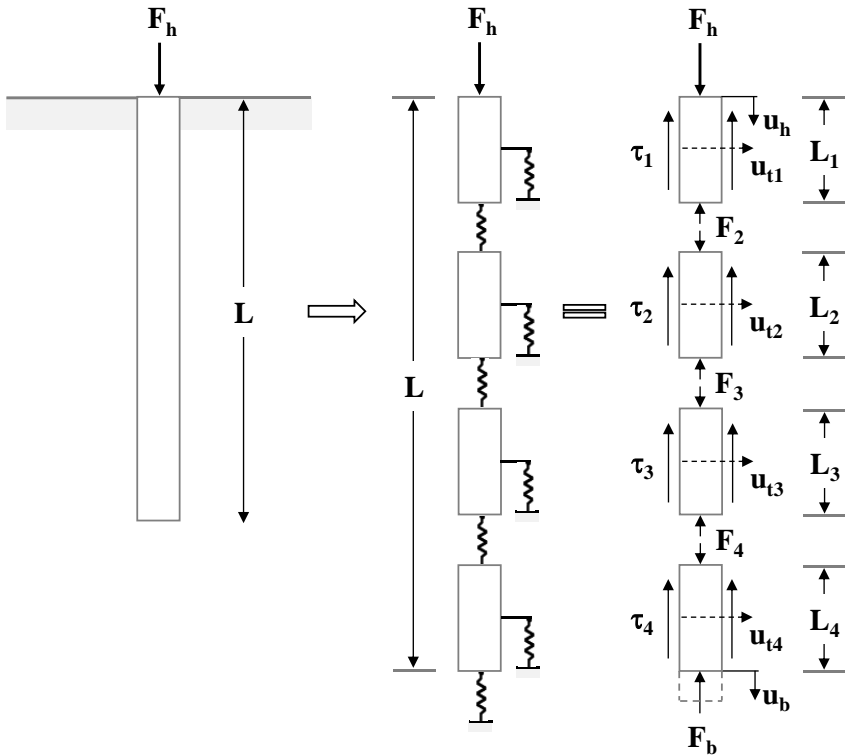 F_h
F_h
F_h
L
L
u_h
τ_1
u_t1
L_1
F_2
τ_2
u_t2
L_2
F_3
τ_3
u_t3
L_3
F_4
τ_4
u_t4
L_4
u_b
F_b